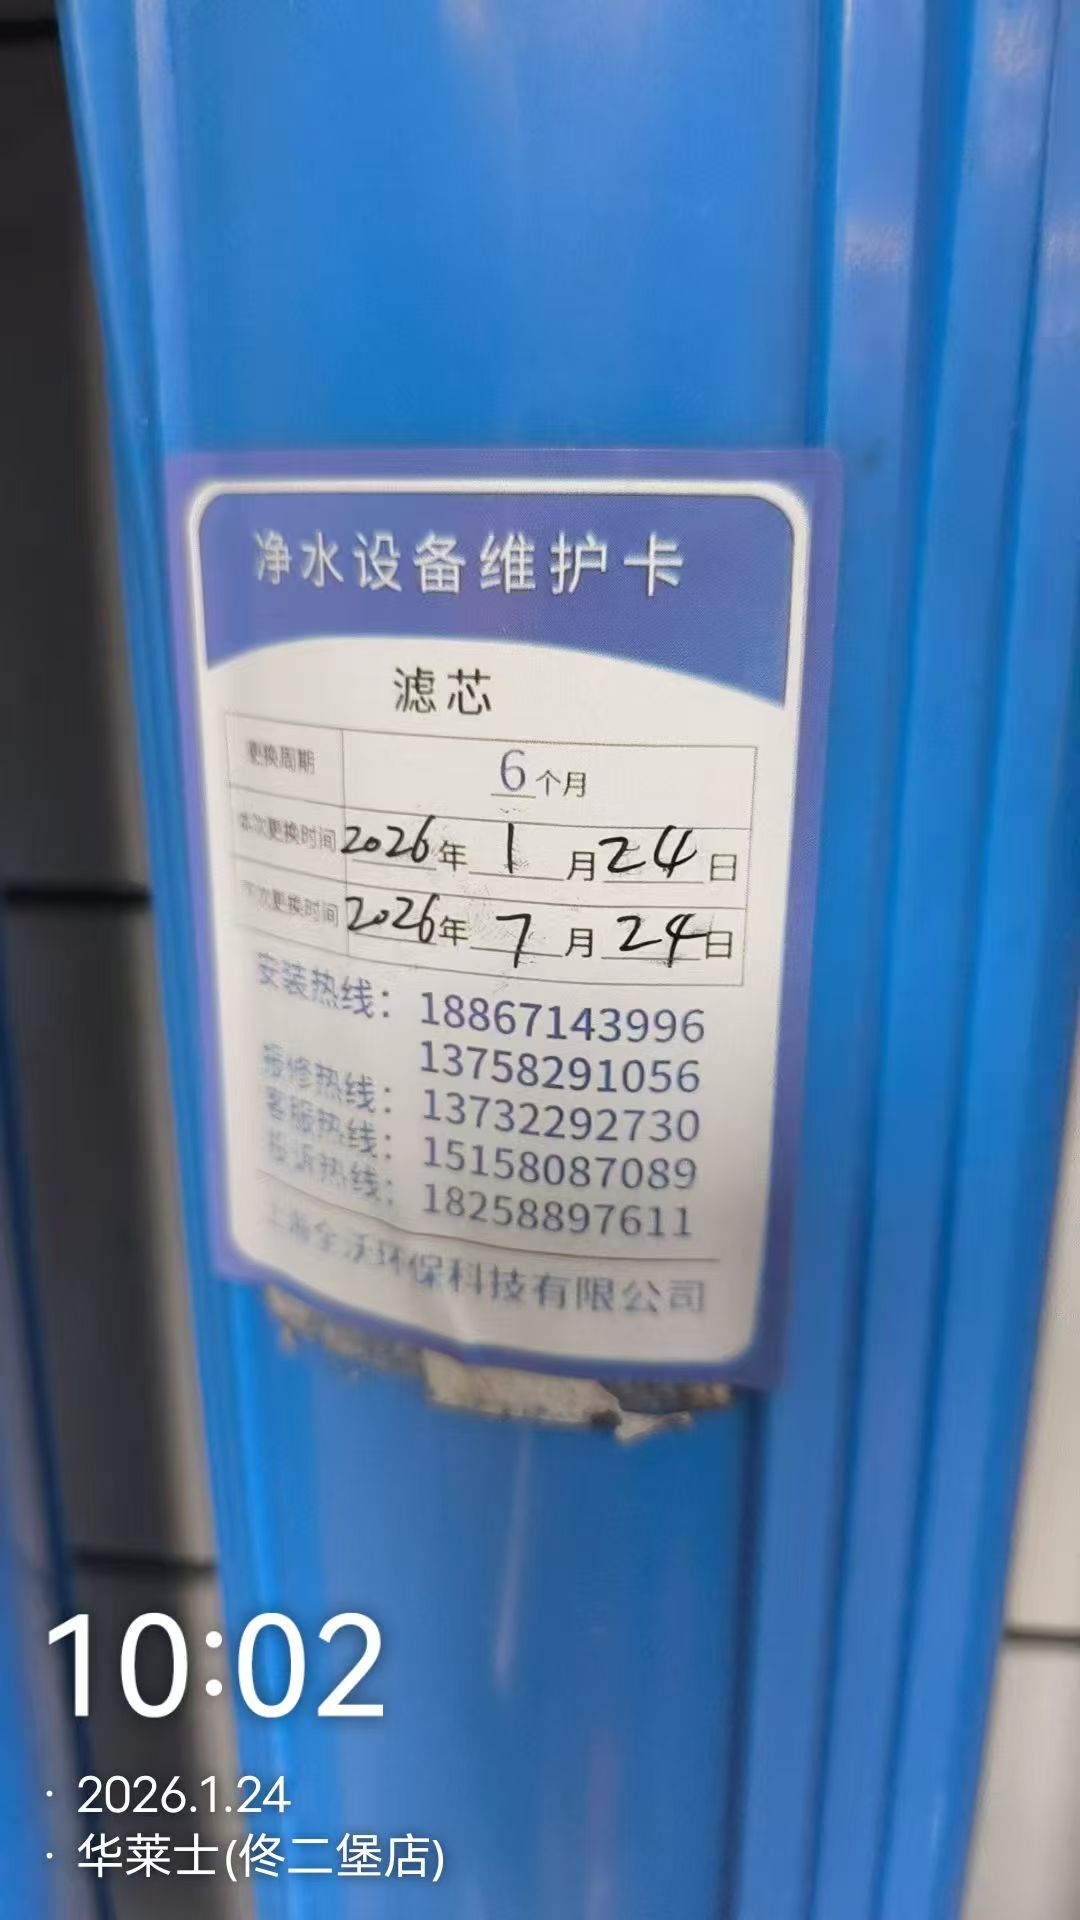 净水设备维护卡
滤芯
更换周期 6个月
本次更换时间 2026年1月24日
下次更换时间 2026年7月24日
安装热线：18867143996
13758291056
报修热线：13732292730
客服热线：15158087089
投诉热线：18258897611
上海全沃环保科技有限公司
10:02
· 2026.1.24
· 华莱士(佟二堡店)